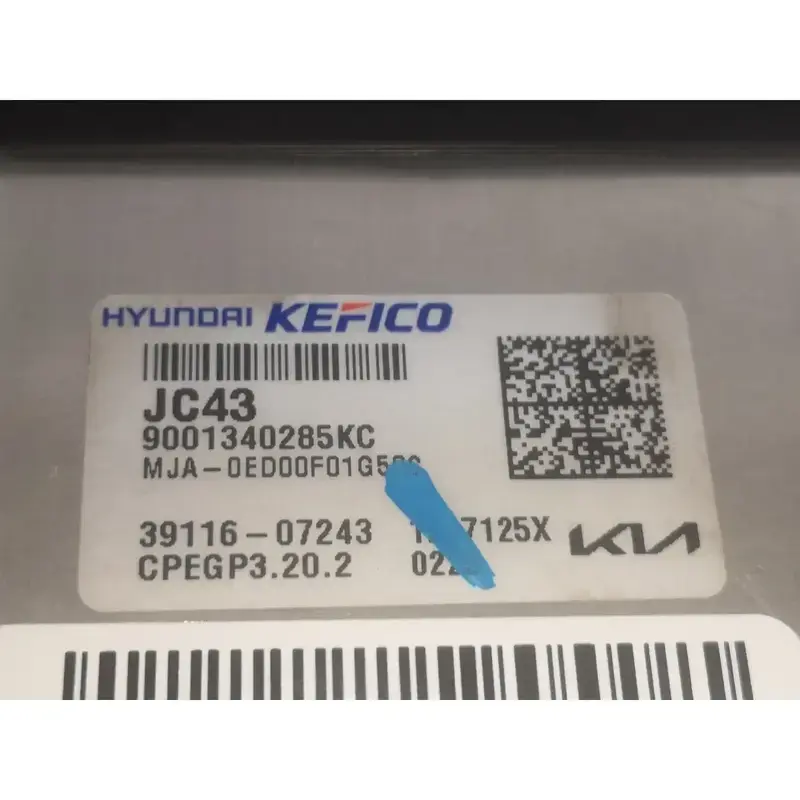 HYUNDAI KEFICO
JC43
9001340285KC
39116-07243
CPEGP3.20.2
KIA